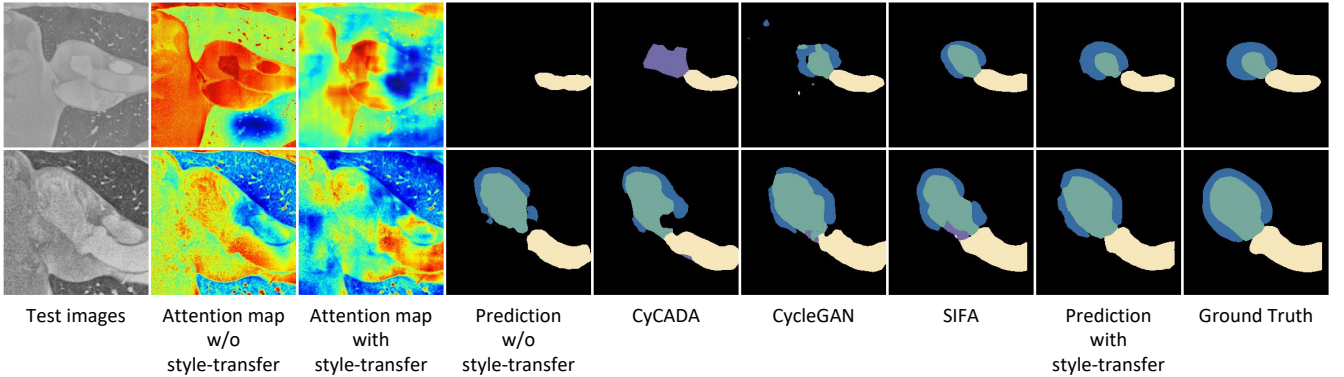 Test images
Attention map
w/o
style-transfer
Attention map
with
style-transfer
Prediction
w/o
style-transfer
CyCADA
CycleGAN
SIFA
Prediction
with
style-transfer
Ground Truth